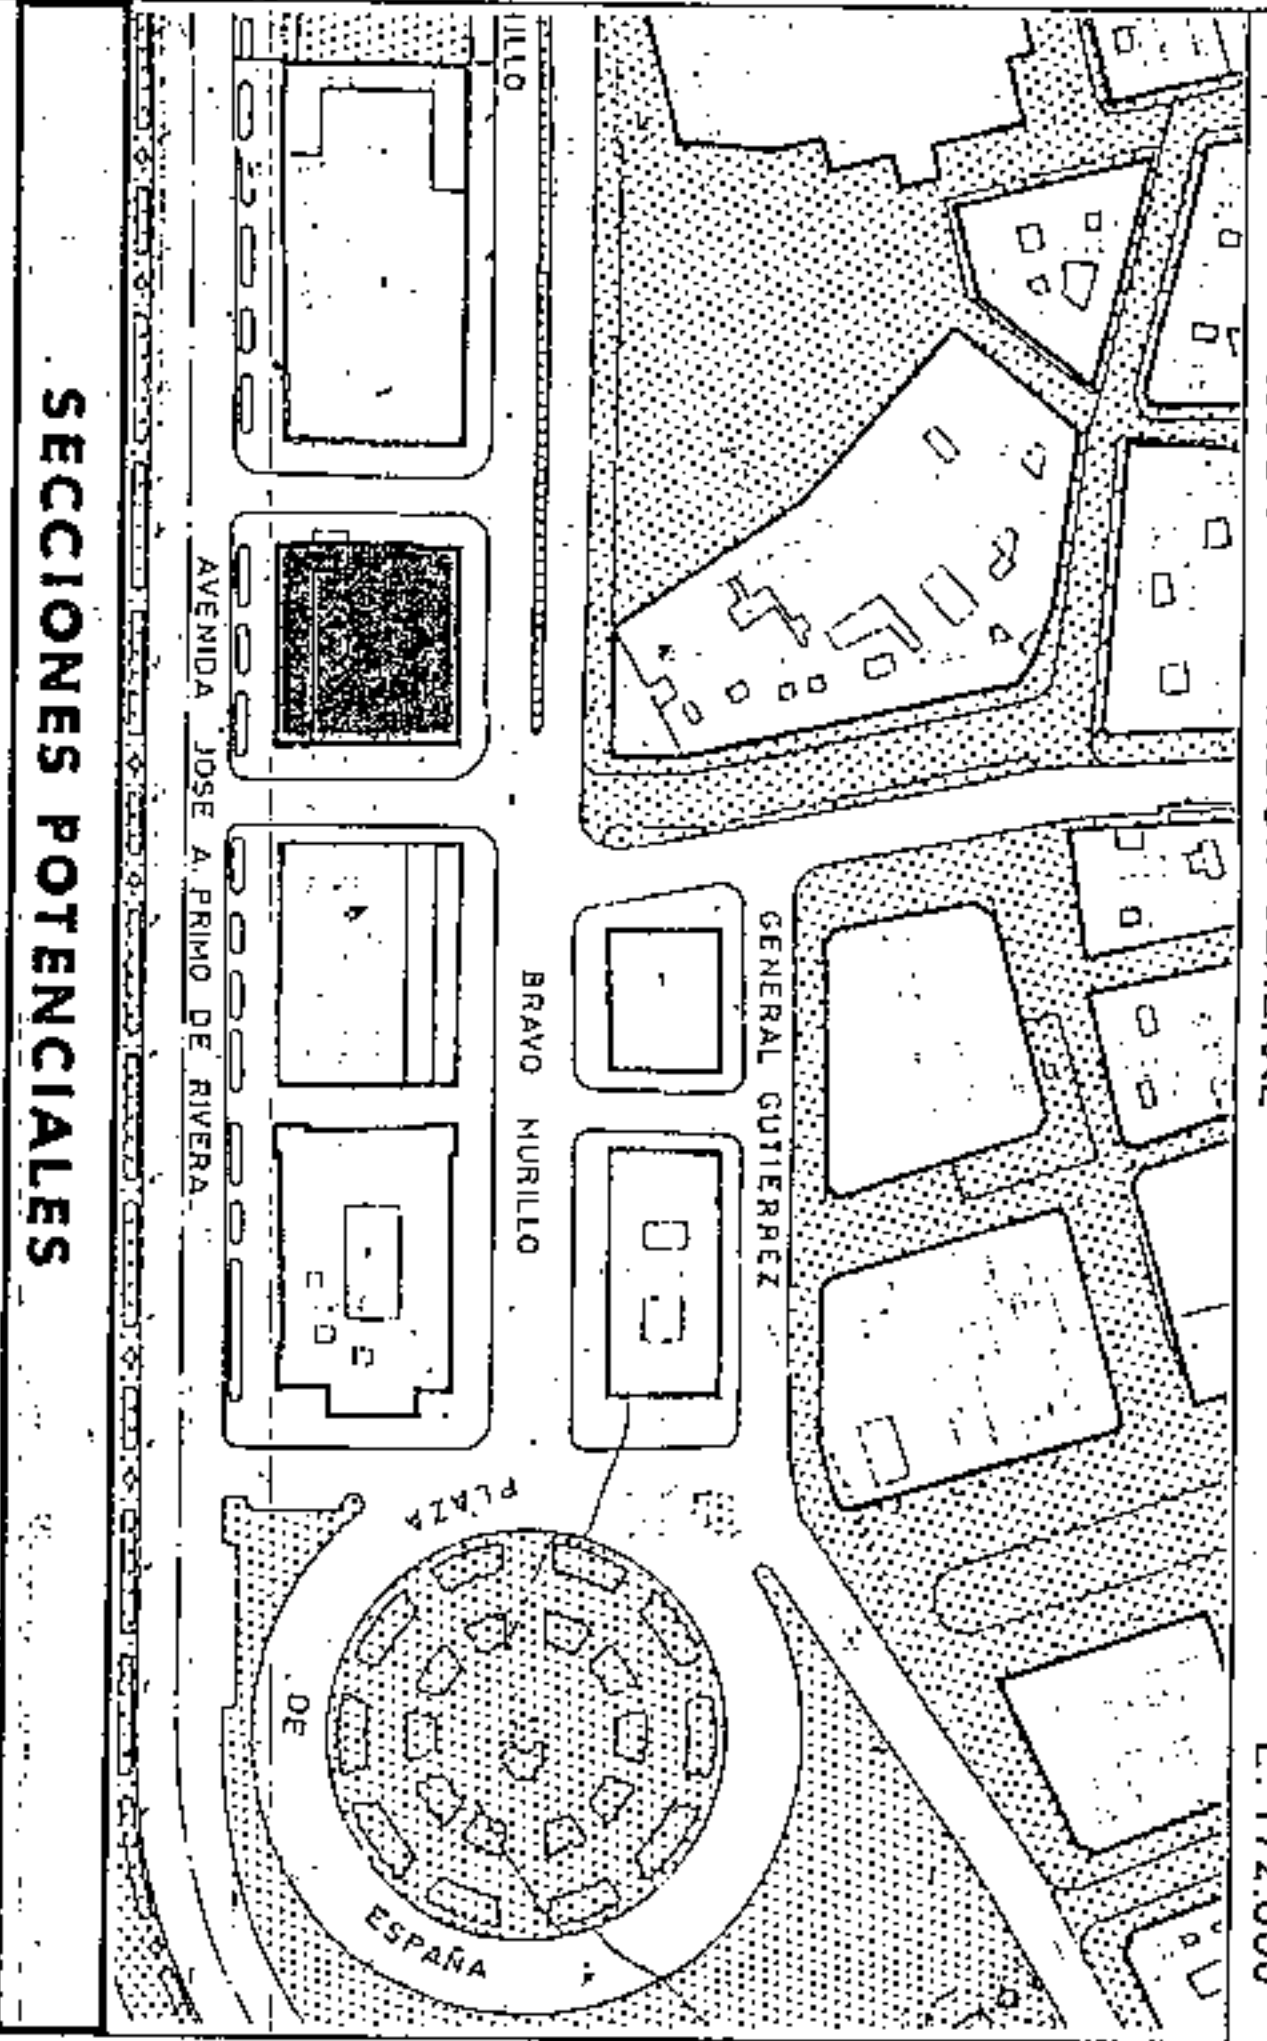 SECCIONES POTENCIALES
AVENIDA JOSE A. PRIMO DE RIVERA
BRAVO MURILLO
GENERAL GUTIERREZ
PLAZA
DE
ESPAÑA